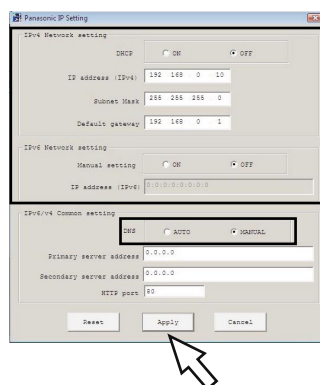 Panasonic IP Setting
IPv4 Network setting
DHCP ON OFF
IP address (IPv4) 192 168 0 10
Subnet Mask 255 255 255 0
Default gateway 192 168 0 1
IPv6 Network setting
Manual setting ON OFF
IP address (IPv6) 0:0:0:0:0:0:0:0
IPv6/v4 Common setting
DNS AUTO MANUAL
Primary server address 0.0.0.0
Secondary server address 0.0.0.0
HTTP port 80
Reset Apply Cancel